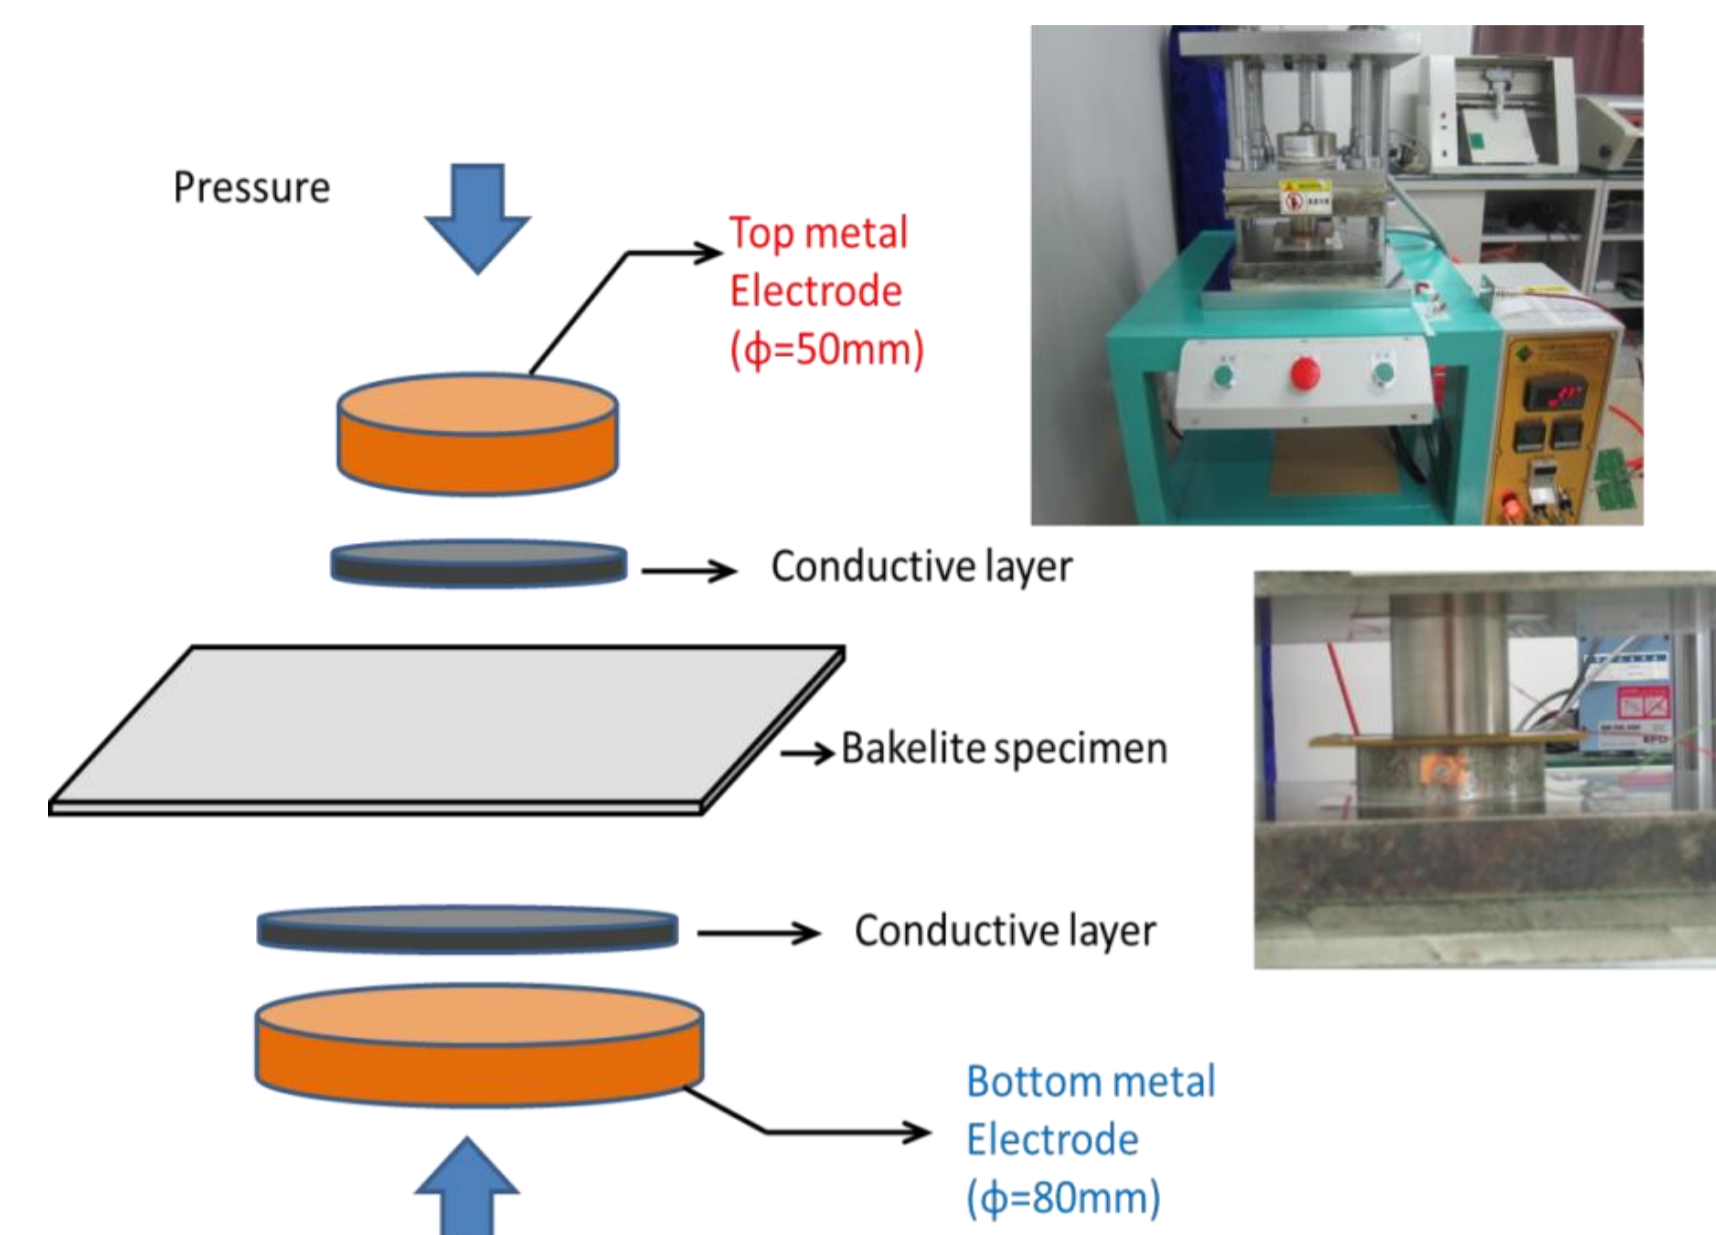 Pressure
Top metal
Electrode
(ϕ=50mm)
Conductive layer
Bakelite specimen
Conductive layer
Bottom metal
Electrode
(ϕ=80mm)